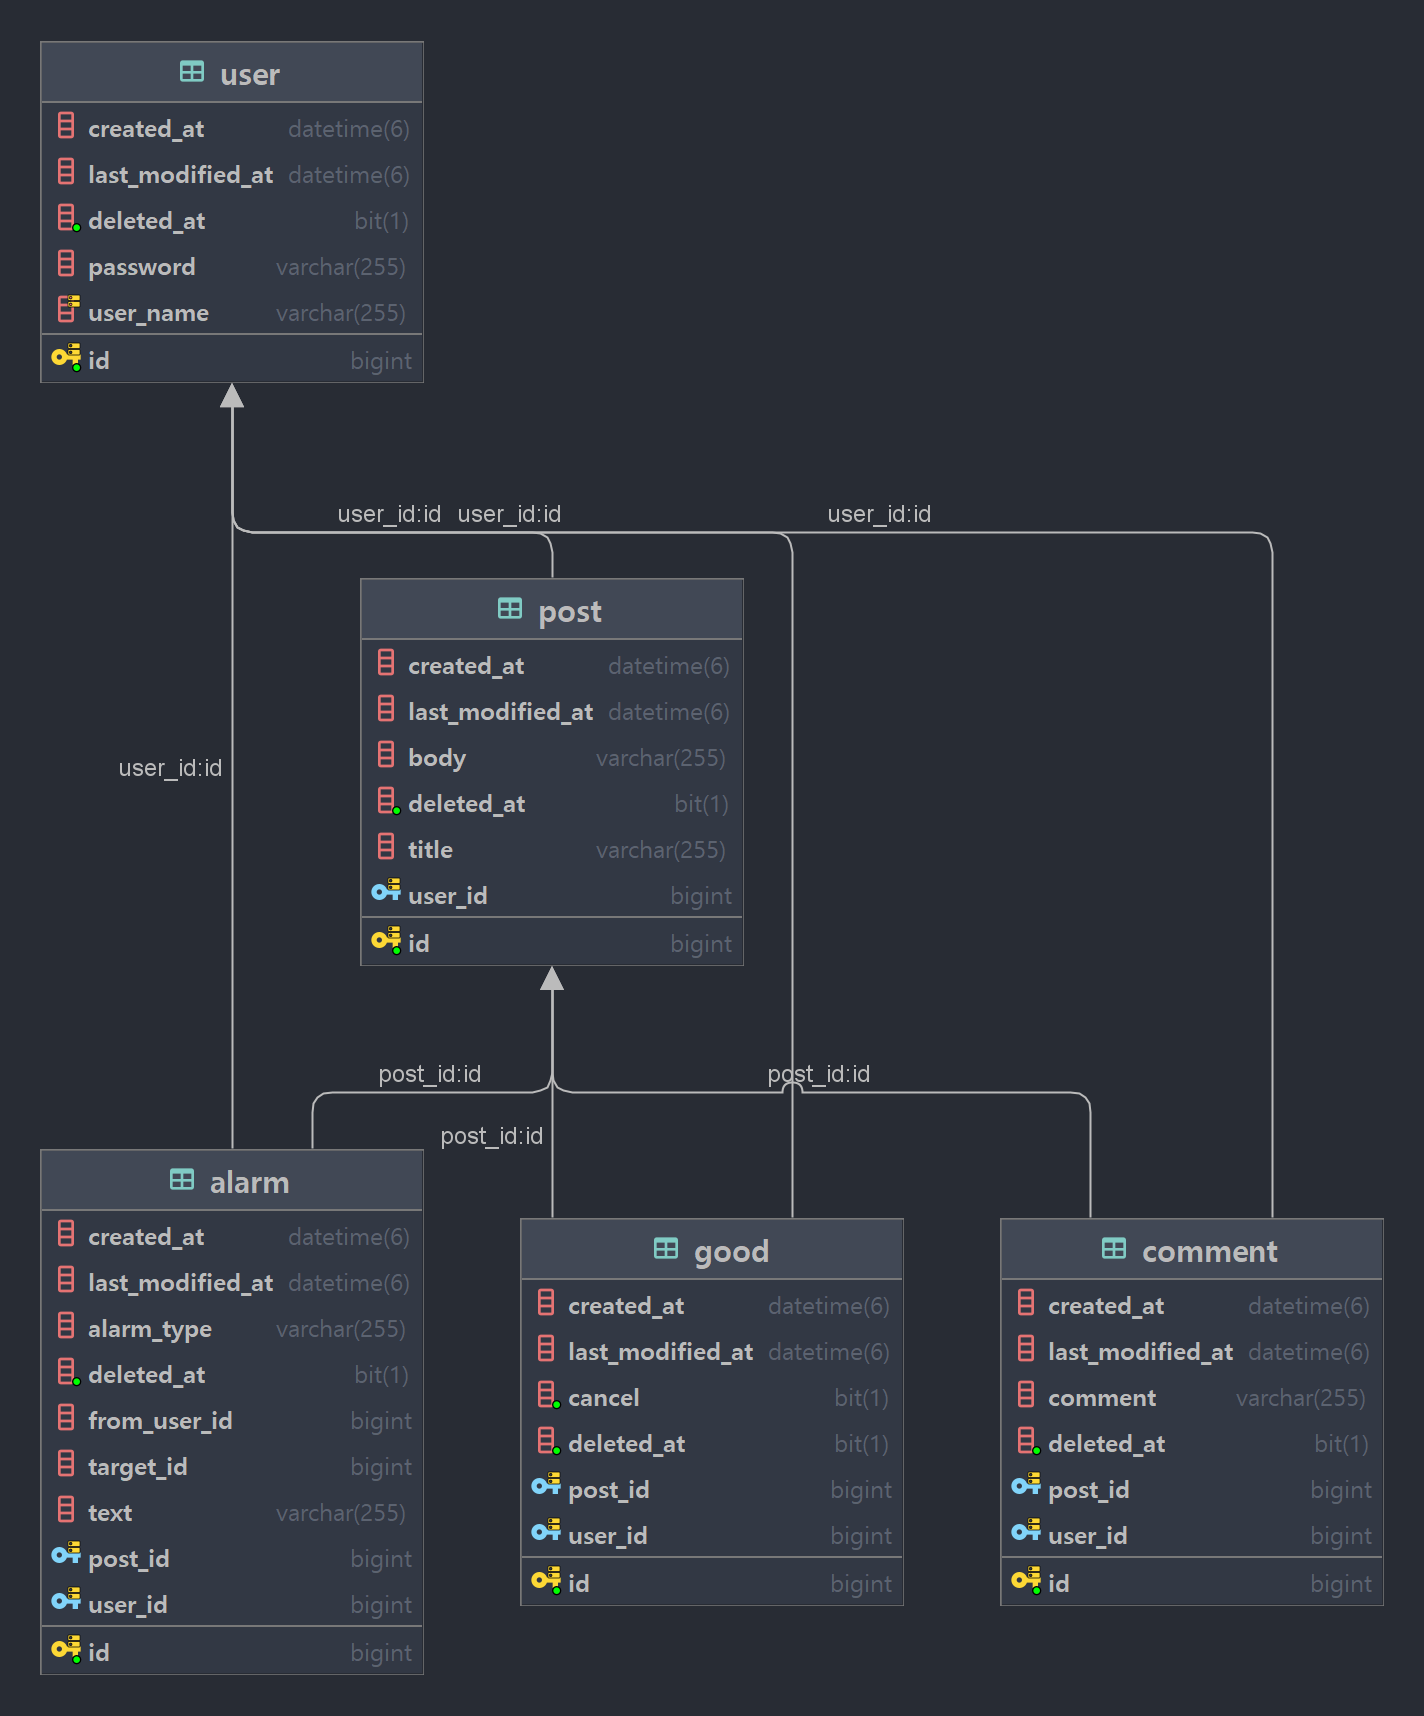 user
created_at datetime(6)
last_modified_at datetime(6)
deleted_at bit(1)
password varchar(255)
user_name varchar(255)
id bigint
user_id:id user_id:id user_id:id
post
created_at datetime(6)
last_modified_at datetime(6)
body varchar(255)
deleted_at bit(1)
title varchar(255)
user_id bigint
id bigint
user_id:id
post_id:id post_id:id
post_id:id
alarm
created_at datetime(6)
last_modified_at datetime(6)
alarm_type varchar(255)
deleted_at bit(1)
from_user_id bigint
target_id bigint
text varchar(255)
post_id bigint
user_id bigint
id bigint
good
created_at datetime(6)
last_modified_at datetime(6)
cancel bit(1)
deleted_at bit(1)
post_id bigint
user_id bigint
id bigint
comment
created_at datetime(6)
last_modified_at datetime(6)
comment varchar(255)
deleted_at bit(1)
post_id bigint
user_id bigint
id bigint